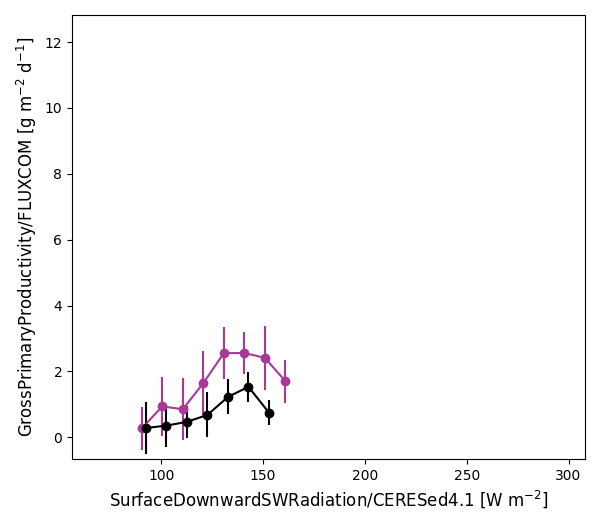 12
10
8
6
4
2
0
GrossPrimaryProductivity/FLUXCOM [g m⁻² d⁻¹]
100 150 200 250 300
SurfaceDownwardSWRadiation/CERESed4.1 [W m⁻²]